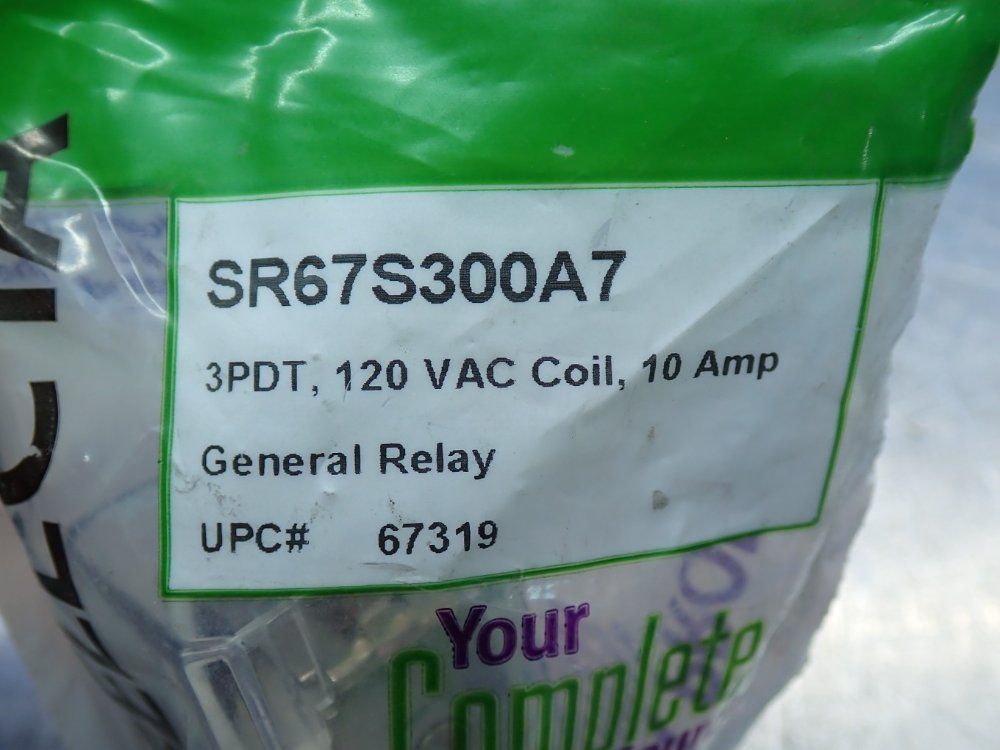 SR67S300A7
3PDT, 120 VAC Coil, 10 Amp
General Relay
UPC# 67319
Your
Complete